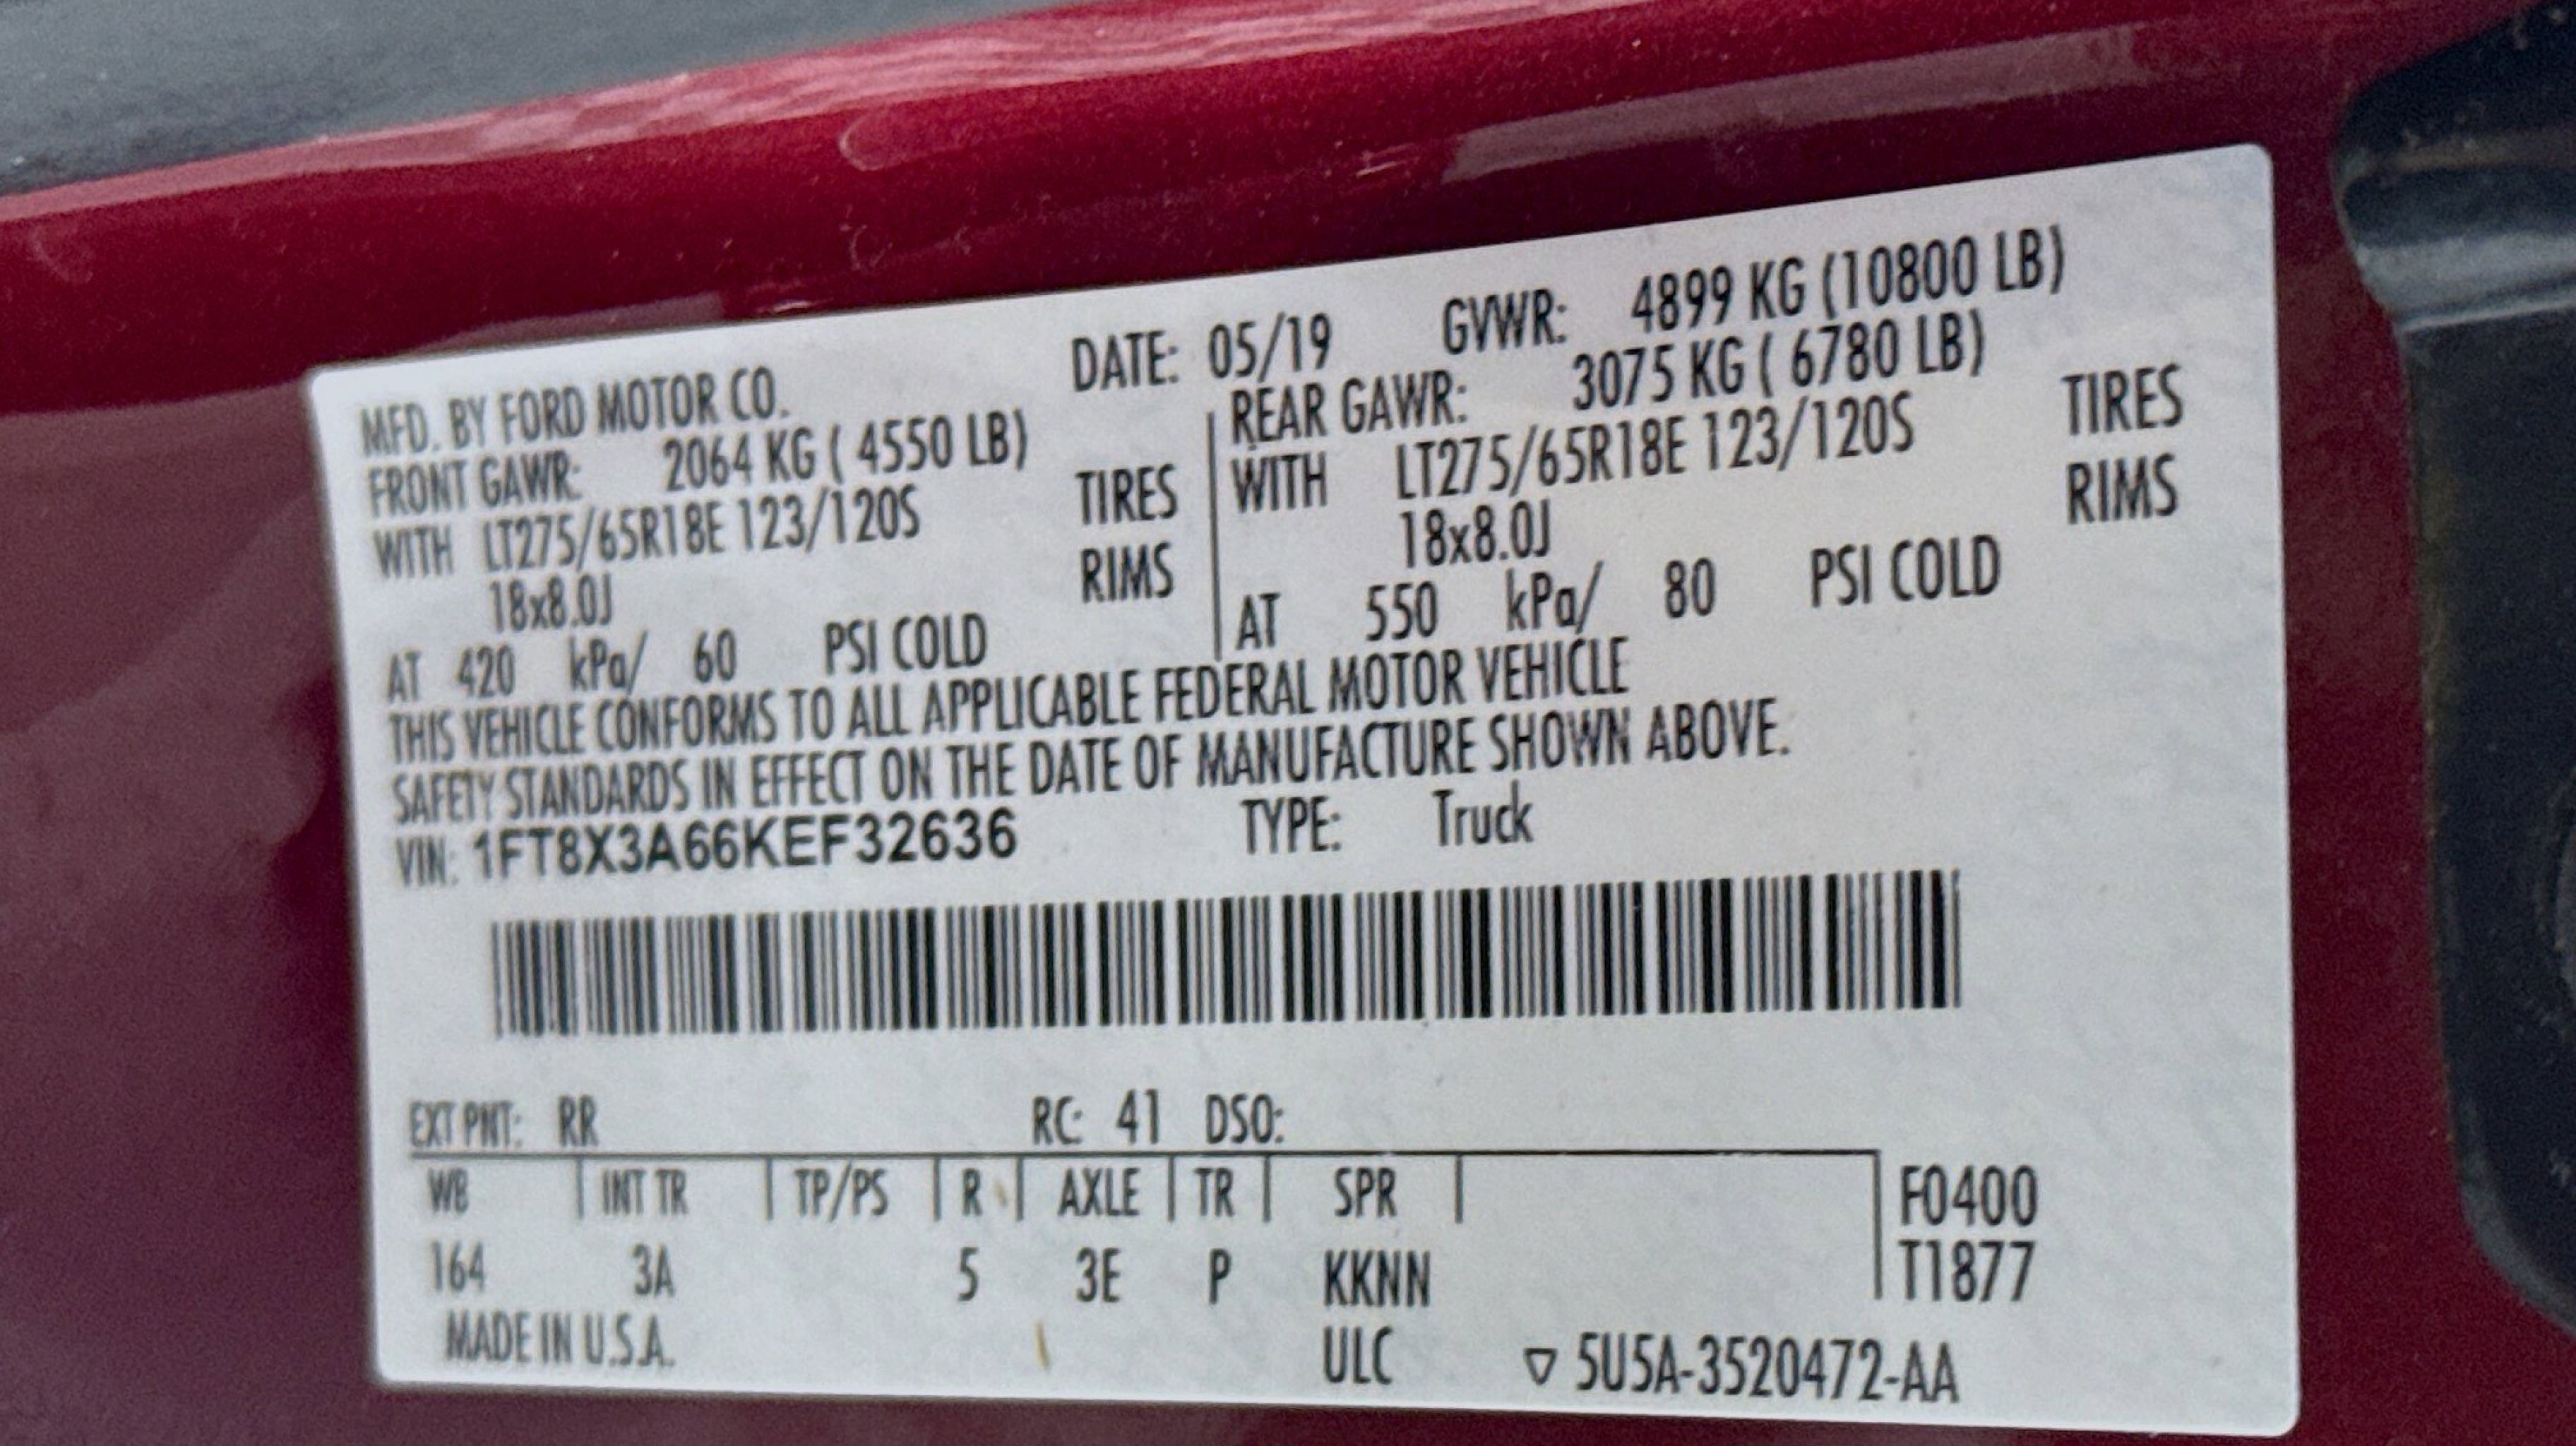 MFD. BY FORD MOTOR CO. DATE: 05/19 GVWR: 4899 KG (10800 LB)
FRONT GAWR: 2064 KG ( 4550 LB) REAR GAWR: 3075 KG ( 6780 LB)
WITH LT275/65R18E 123/120S TIRES WITH LT275/65R18E 123/120S TIRES
18x8.0J RIMS 18x8.0J RIMS
AT 420 kPa/ 60 PSI COLD AT 550 kPa/ 80 PSI COLD
THIS VEHICLE CONFORMS TO ALL APPLICABLE FEDERAL MOTOR VEHICLE
SAFETY STANDARDS IN EFFECT ON THE DATE OF MANUFACTURE SHOWN ABOVE.
VIN: 1FT8X3A66KEF32636 TYPE: Truck
EXT PNT: RR RC: 41 DSO:
WB | INT TR | TP/PS | R | AXLE | TR | SPR | F0400
164 3A 5 3E P KKNN T1877
MADE IN U.S.A. ULC ▽ 5U5A-3520472-AA